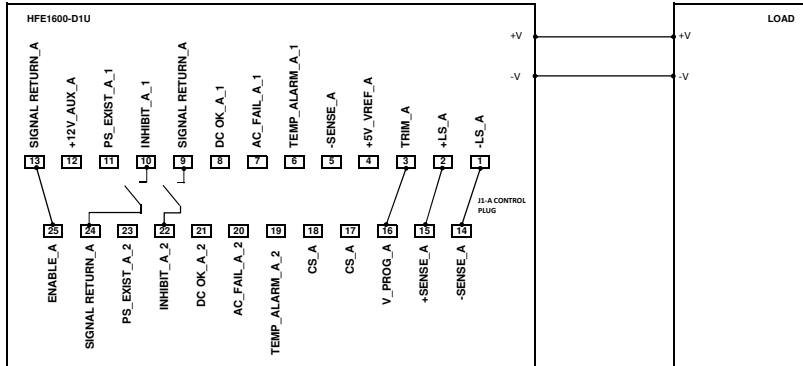 HFE1600-D1U
LOAD
+V
+V
-V
-V
SIGNAL RETURN_A
+12V_AUX_A
PS_EXIST_A_1
INHIBIT_A_1
SIGNAL RETURN_A
DC OK_A_1
AC_FAIL_A_1
TEMP_ALARM_A_1
-SENSE_A
+5V_VREF_A
TRIM_A
+LS_A
-LS_A
13
12
11
10
9
8
7
6
5
4
3
2
1
J1-A CONTROL
PLUG
25
24
23
22
21
20
19
18
17
16
15
14
ENABLE_A
SIGNAL RETURN_A
PS_EXIST_A_2
INHIBIT_A_2
DC OK_A_2
AC_FAIL_A_2
TEMP_ALARM_A_2
CS_A
CS_A
V_PROG_A
+SENSE_A
-SENSE_A